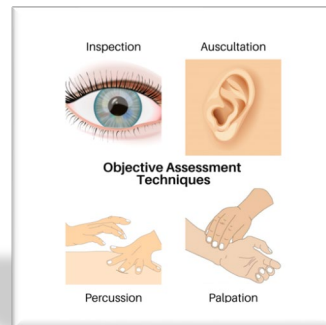 Inspection
Auscultation
Objective Assessment
Techniques
Percussion
Palpation